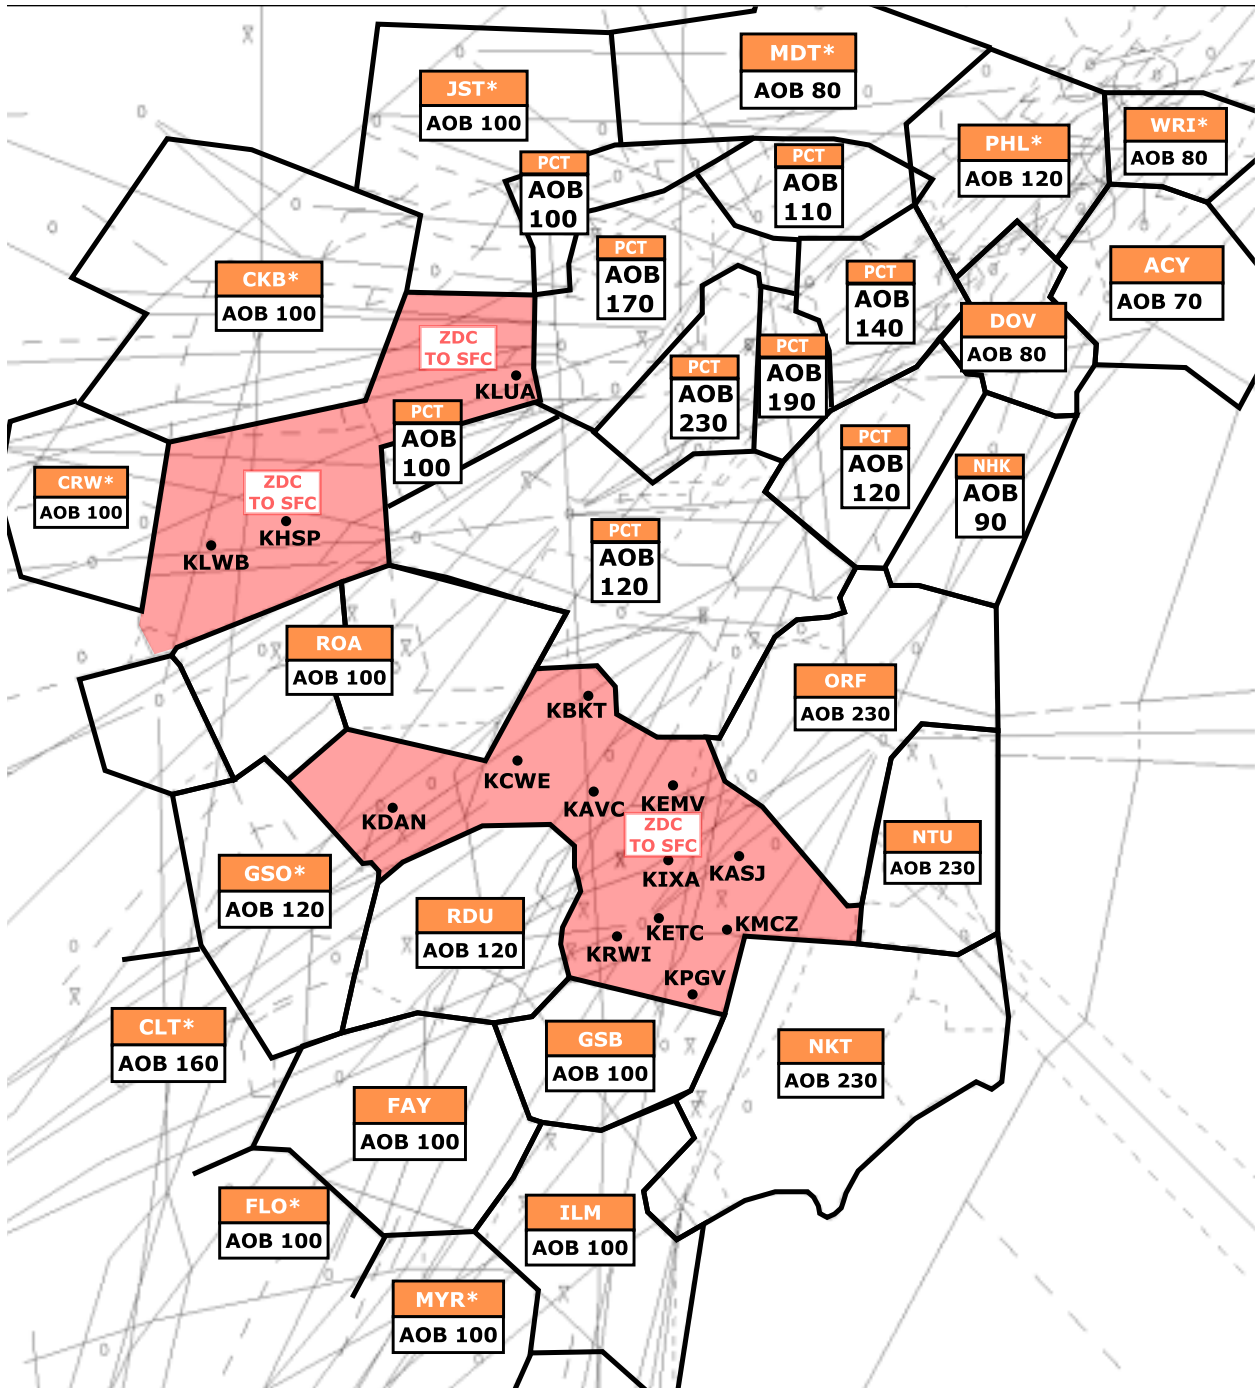 MDT*
AOB 80
JST*
AOB 100
WRI*
AOB 80
PHL*
AOB 120
PCT
AOB
100
PCT
AOB
110
PCT
AOB
170
ACY
AOB 70
CKB*
AOB 100
PCT
AOB
140
DOV
AOB 80
ZDC
TO SFC
KLUA
PCT
AOB
190
PCT
AOB
230
PCT
AOB
100
PCT
AOB
120
NHK
AOB
90
CRW*
AOB 100
ZDC
TO SFC
KHSP
KLWB
PCT
AOB
120
ROA
AOB 100
ORF
AOB 230
KBKT
KCWE
KAVC
KEMV
KDAN
ZDC
TO SFC
KIXA
KASJ
NTU
AOB 230
GSO*
AOB 120
RDU
AOB 120
KETC
KMCZ
KRWI
KPGV
CLT*
AOB 160
GSB
AOB 100
NKT
AOB 230
FAY
AOB 100
FLO*
AOB 100
ILM
AOB 100
MYR*
AOB 100